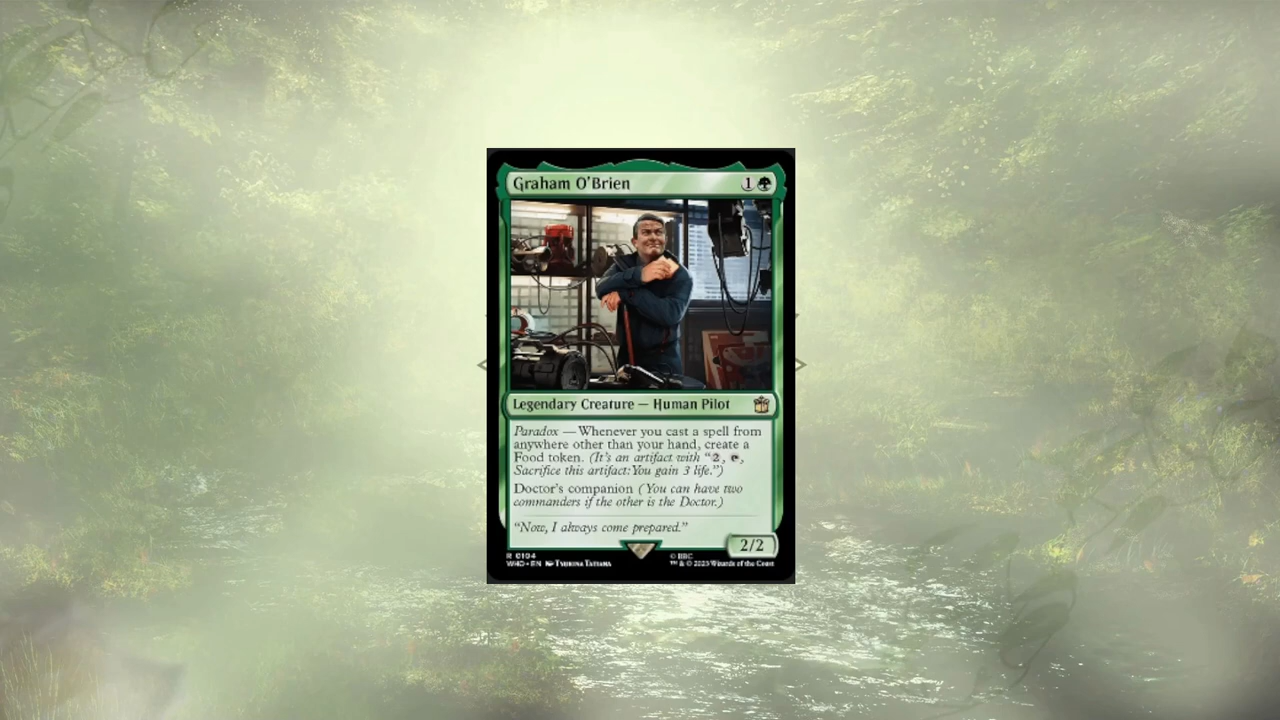 Graham O'Brien 1
Legendary Creature — Human Pilot
Paradox — Whenever you cast a spell from
anywhere other than your hand, create a
Food token. (It's an artifact with “2, ,
Sacrifice this artifact: You gain 3 life.”)
Doctor's companion (You can have two
commanders if the other is the Doctor.)
“Now, I always come prepared.”
2/2
R 0104
WHO • EN Tsubina Tatiana
© BBC
™ & © 2023 Wizards of the Coast